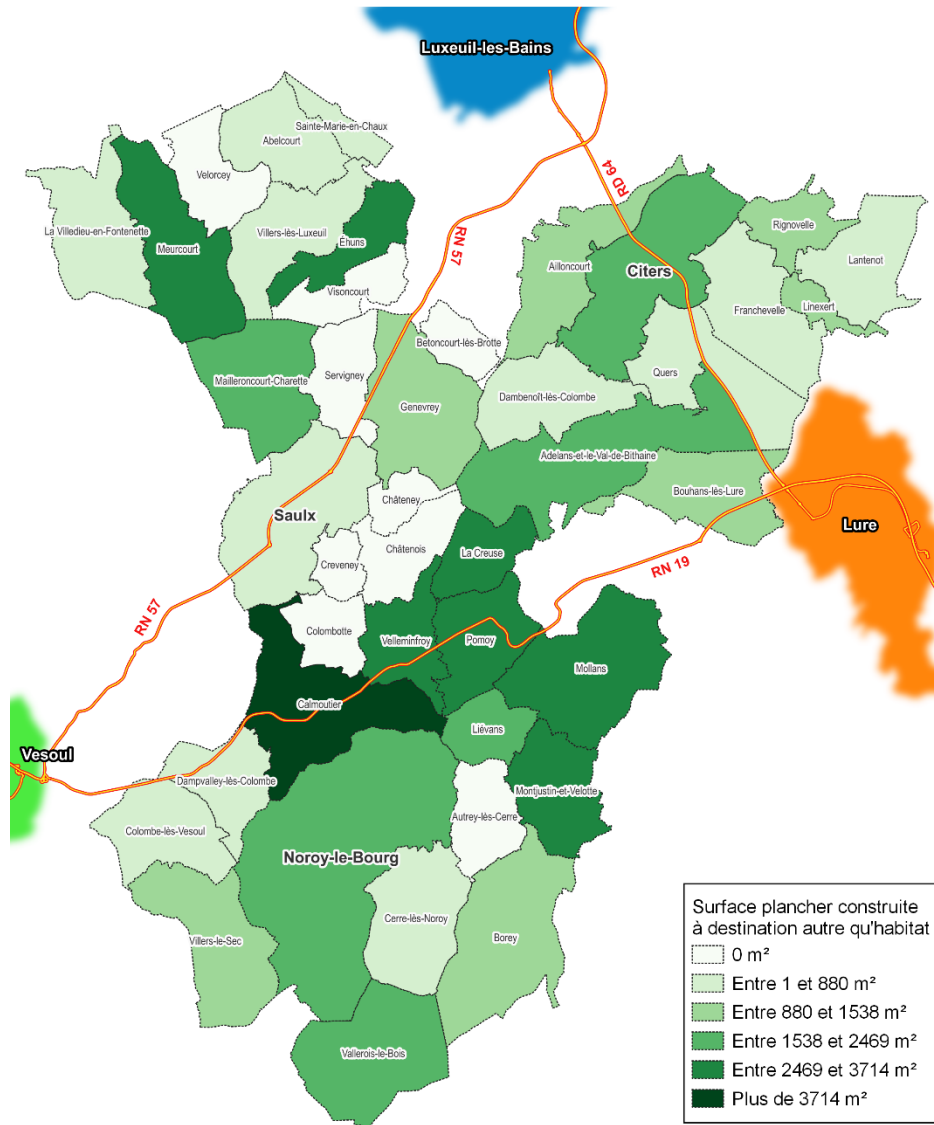 Luxeuil-les-Bains
Sainte-Marie-en-Chaux
Abelcourt
Velorcey
RD 64
La Villedieu-en-Fontenette
Villers-lès-Luxeuil
Éhuns
Meurcourt
RN 57
Rignovelle
Ailloncourt
Citers
Lantenot
Visoncourt
Franchevelle
Linexert
Betoncourt-lès-Brotte
Servigney
Quers
Mailleroncourt-Charette
Dambenoît-lès-Colombe
Genevrey
Adelans-et-le Val-de-Bithaine
Bouhans-lès-Lure
Châteney
Saulx
Lure
Châtenois
La Creuse
Creveney
RN 19
RN 57
Colombotte
Velleminfroy
Pomoy
Mollans
Calmoutier
Liévans
Vesoul
Dampvalley-lès-Colombe
Montjustin-et-Velotte
Autrey-lès-Cerre
Colombe-lès-Vesoul
Noroy-le-Bourg
Cerre-lès-Noroy
Villers-le-Sec
Borey
Vallerois-le-Bois
Surface plancher construite
à destination autre qu'habitat
0 m²
Entre 1 et 880 m²
Entre 880 et 1538 m²
Entre 1538 et 2469 m²
Entre 2469 et 3714 m²
Plus de 3714 m²